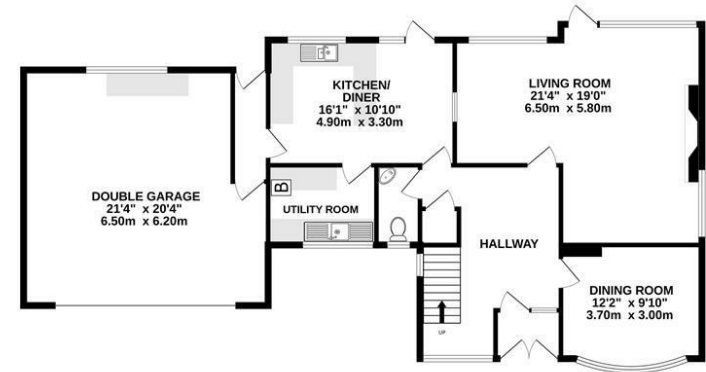 KITCHEN/
DINER
16'1" x 10'10"
4.90m x 3.30m
LIVING ROOM
21'4" x 19'0"
6.50m x 5.80m
DOUBLE GARAGE
21'4" x 20'4"
6.50m x 6.20m
B
UTILITY ROOM
HALLWAY
DINING ROOM
12'2" x 9'10"
3.70m x 3.00m
UP